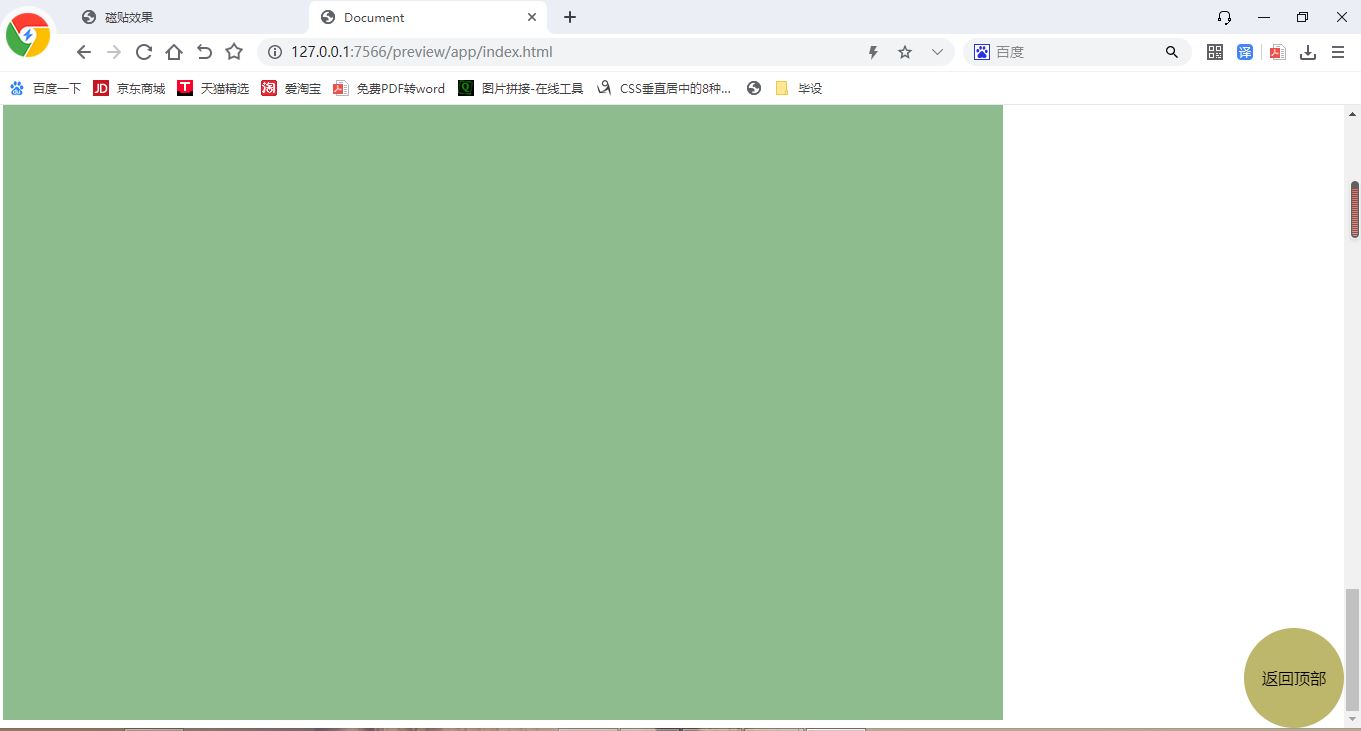 磁贴效果 Document
127.0.0.1:7566/preview/app/index.html 百度 译
百度一下 JD 京东商城 T 天猫精选 淘 爱淘宝 免费PDF转word Q 图片拼接-在线工具 CSS垂直居中的8种... 毕设
返回顶部